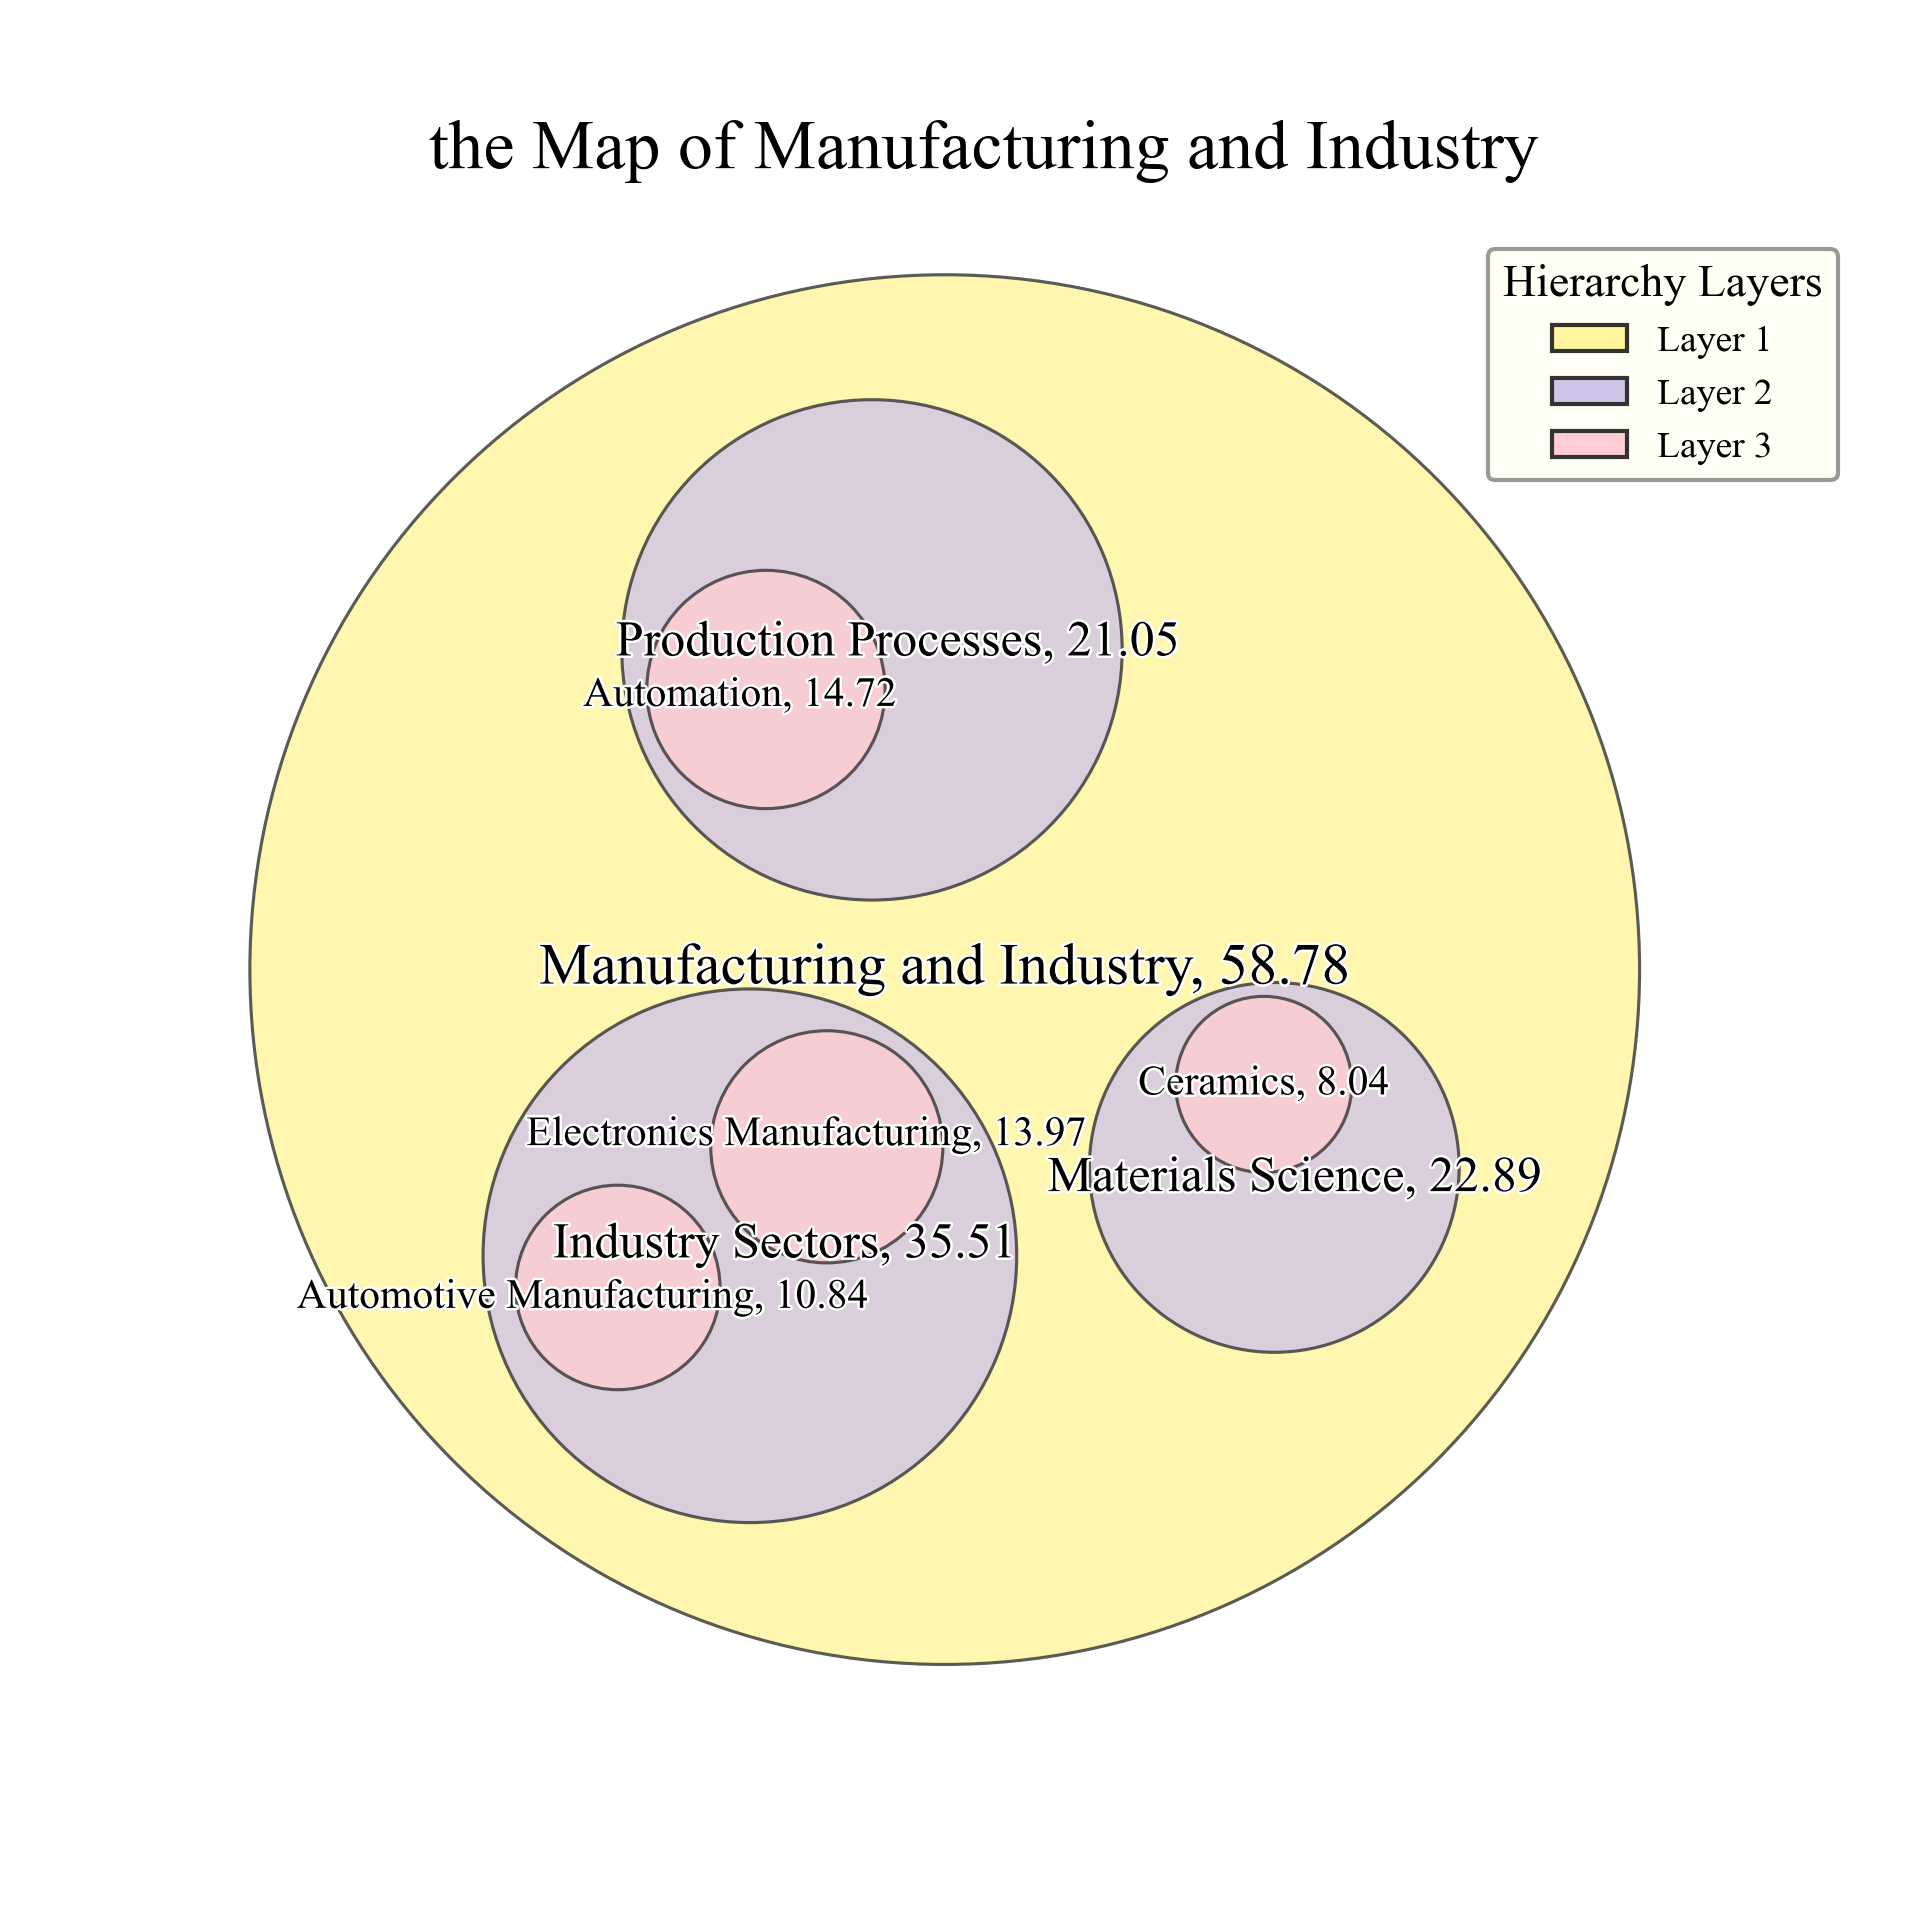 the Map of Manufacturing and Industry
Hierarchy Layers
Layer 1
Layer 2
Layer 3
Production Processes, 21.05
Automation, 14.72
Manufacturing and Industry, 58.78
Ceramics, 8.04
Electronics Manufacturing, 13.97
Materials Science, 22.89
Industry Sectors, 35.51
Automotive Manufacturing, 10.84